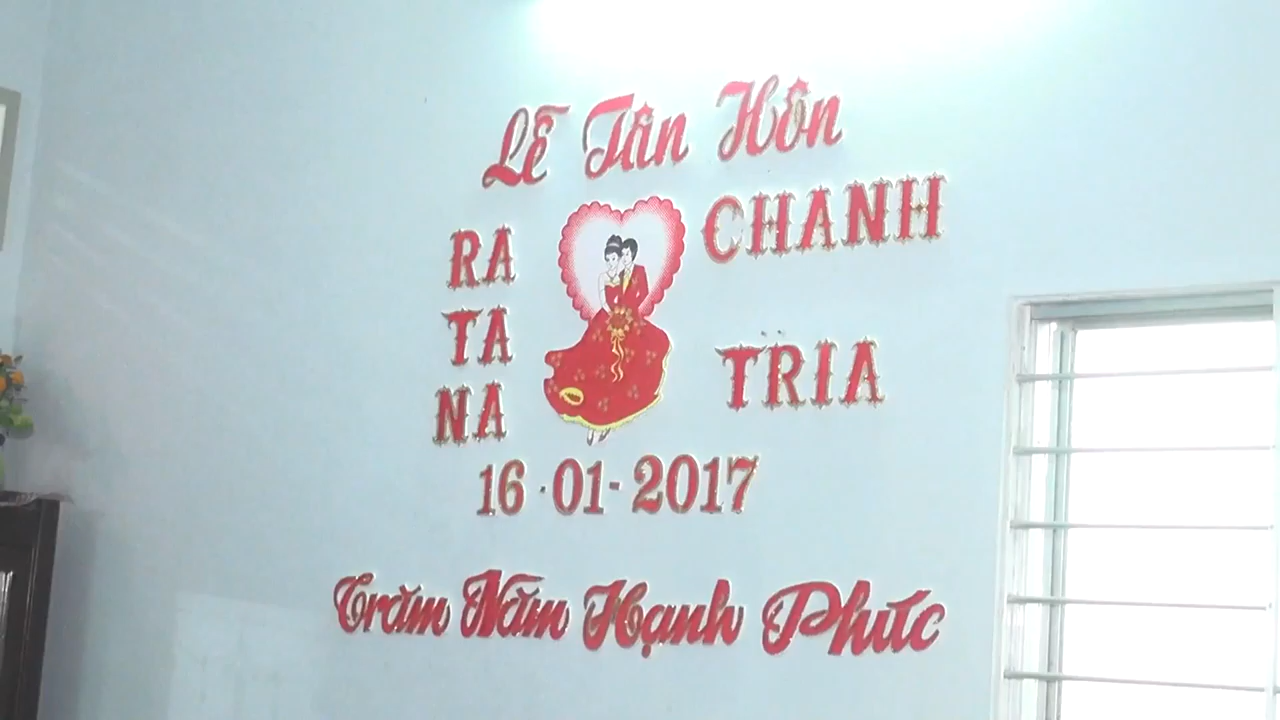 Lễ Tân Hôn
RA CHANH
TA TRIA
NA
16-01-2017
Trăm Năm Hạnh Phúc